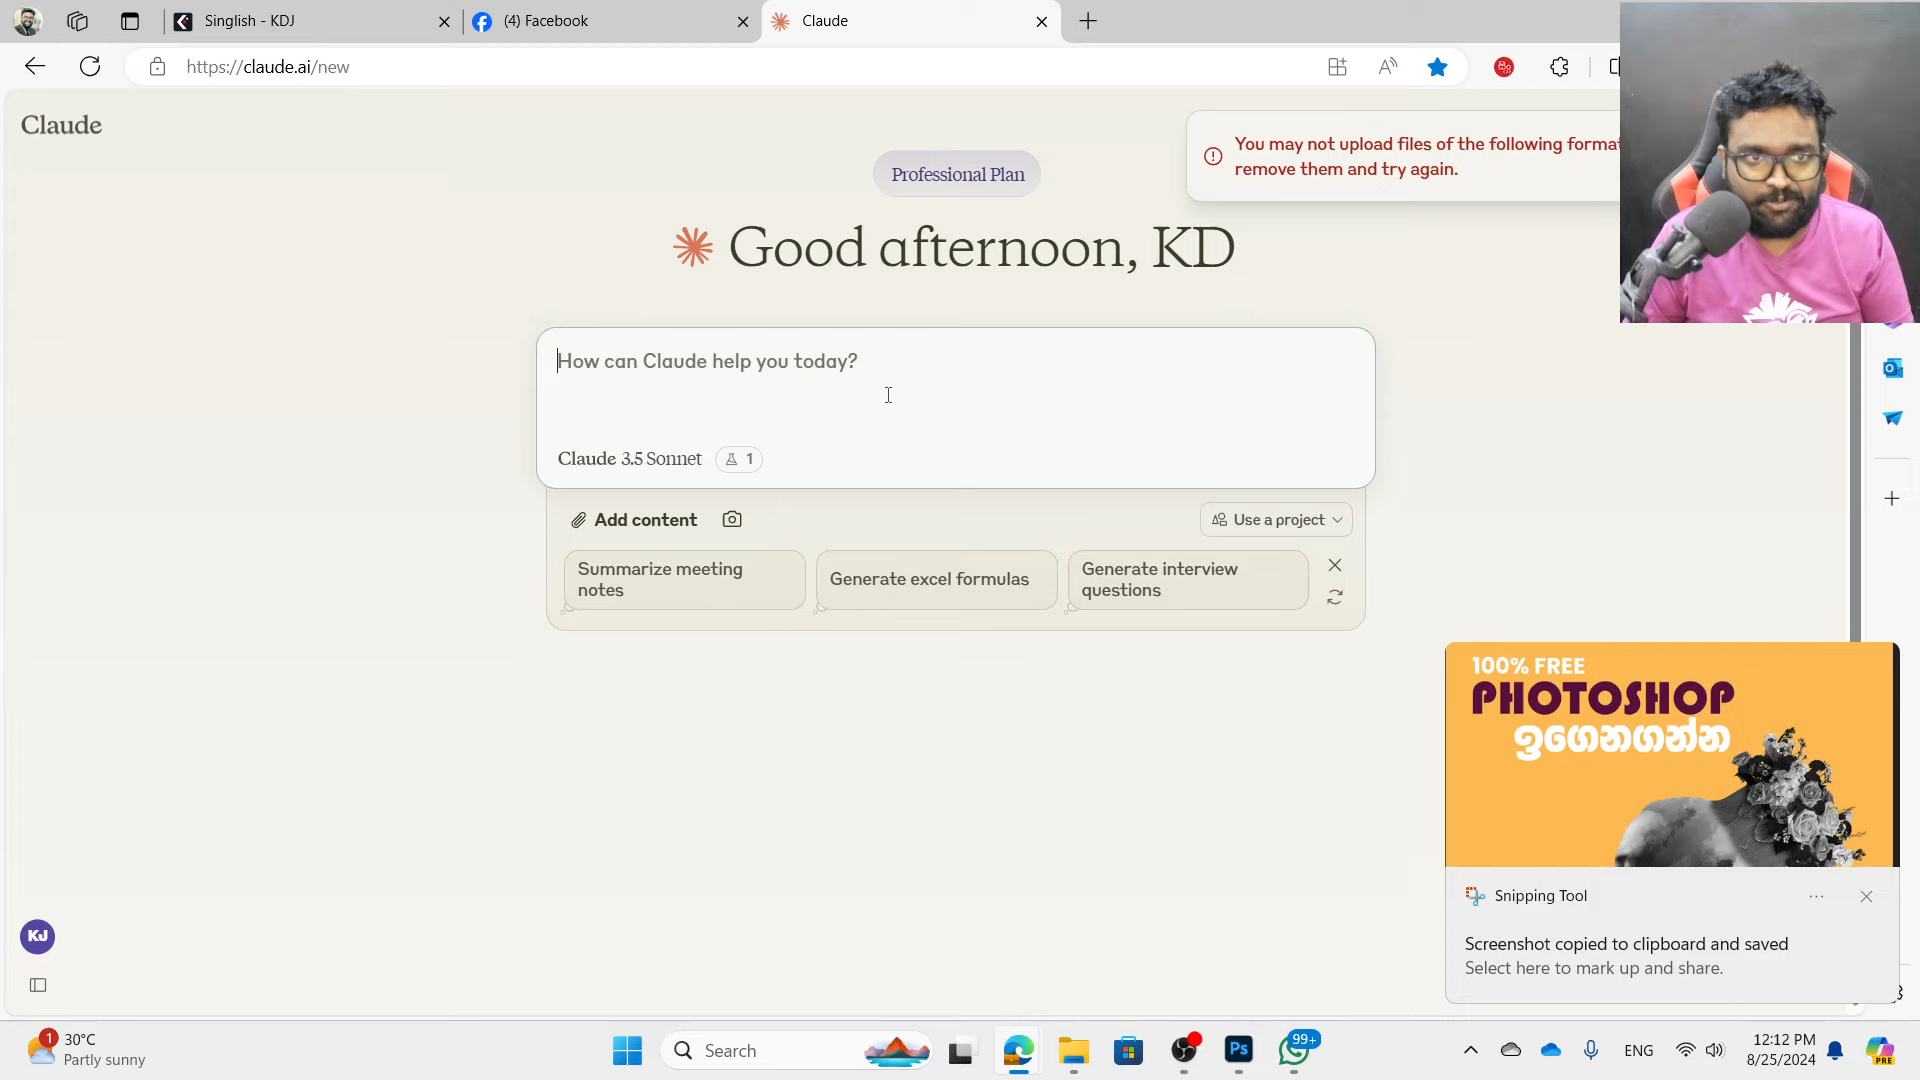 Singlish - KDJ
(4) Facebook
Claude
https://claude.ai/new
Claude
You may not upload files of the following
remove them and try again.
Professional Plan
Good afternoon, KD
How can Claude help you today?
Claude 3.5 Sonnet
1
Add content
Use a project
Summarize meeting
notes
Generate excel formulas
Generate interview
questions
100% FREE
PHOTOSHOP
ඉගෙනගන්න
Snipping Tool
Screenshot copied to clipboard and saved
Select here to mark up and share.
KJ
1
30°C
Partly sunny
Search
Ps
99+
ENG
12:12 PM
8/25/2024
PRE